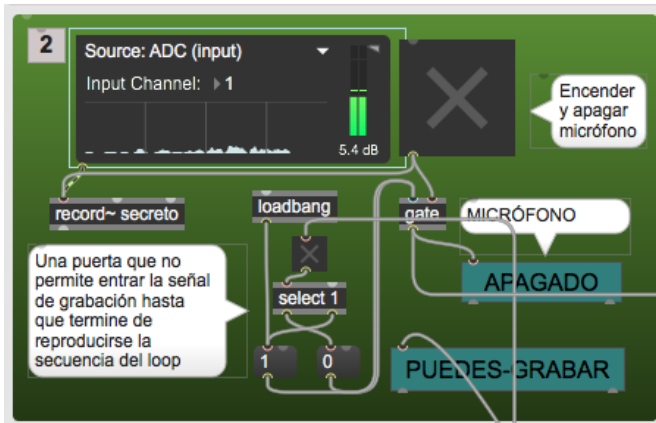 2
Source: ADC (input)
Input Channel: 1
5.4 dB
Encender
y apagar
micrófono
record~ secreto
loadbang
gate
MICRÓFONO
APAGADO
Una puerta que no
permite entrar la señal
de grabación hasta
que termine de
reproducirse la
secuencia del loop
select 1
1
0
PUEDES-GRABAR